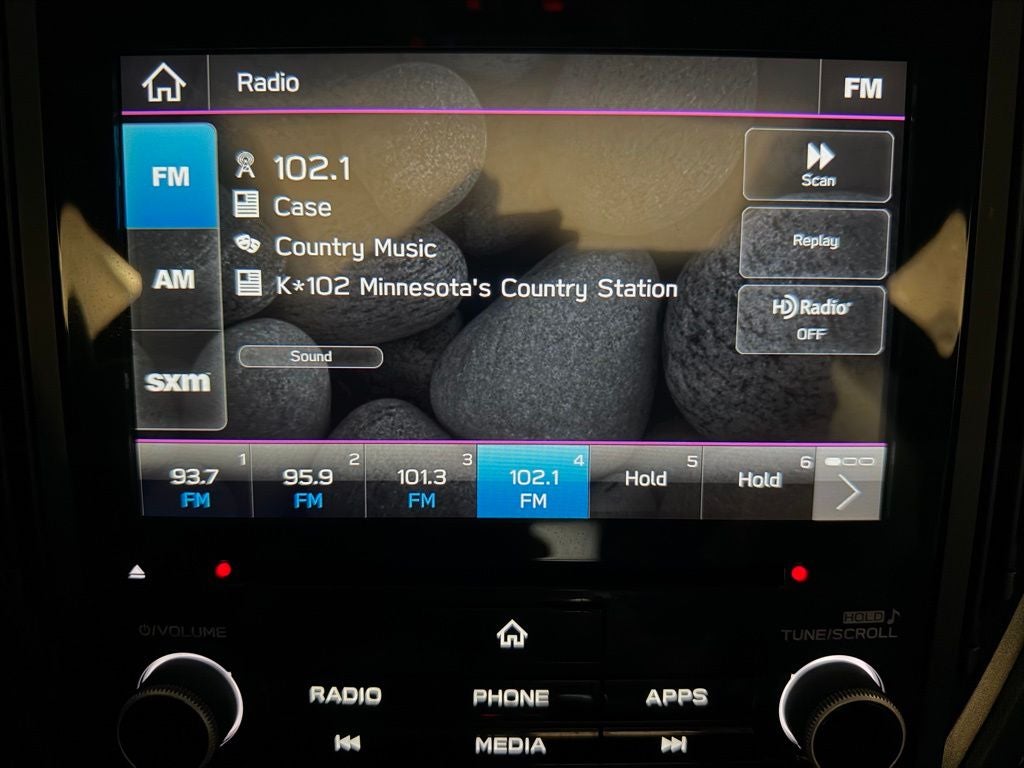 Radio
FM
FM
102.1
Case
Country Music
K*102 Minnesota's Country Station
Sound
AM
sxm
Scan
Replay
HD Radio
OFF
93.7 1
FM
95.9 2
FM
101.3 3
FM
102.1 4
FM
Hold 5
Hold 6
/VOLUME
HOLD
TUNE/SCROLL
RADIO
PHONE
APPS
MEDIA